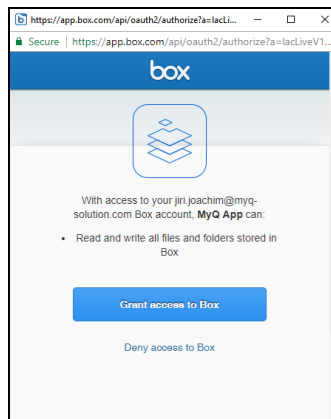 https://app.box.com/api/oauth2/authorize?a=IacLi...
Secure | https://app.box.com/api/oauth2/authorize?a=IacLiveV1...
box
With access to your jiri.joachim@myq-
solution.com Box account, MyQ App can:
• Read and write all files and folders stored in
Box
Grant access to Box
Deny access to Box